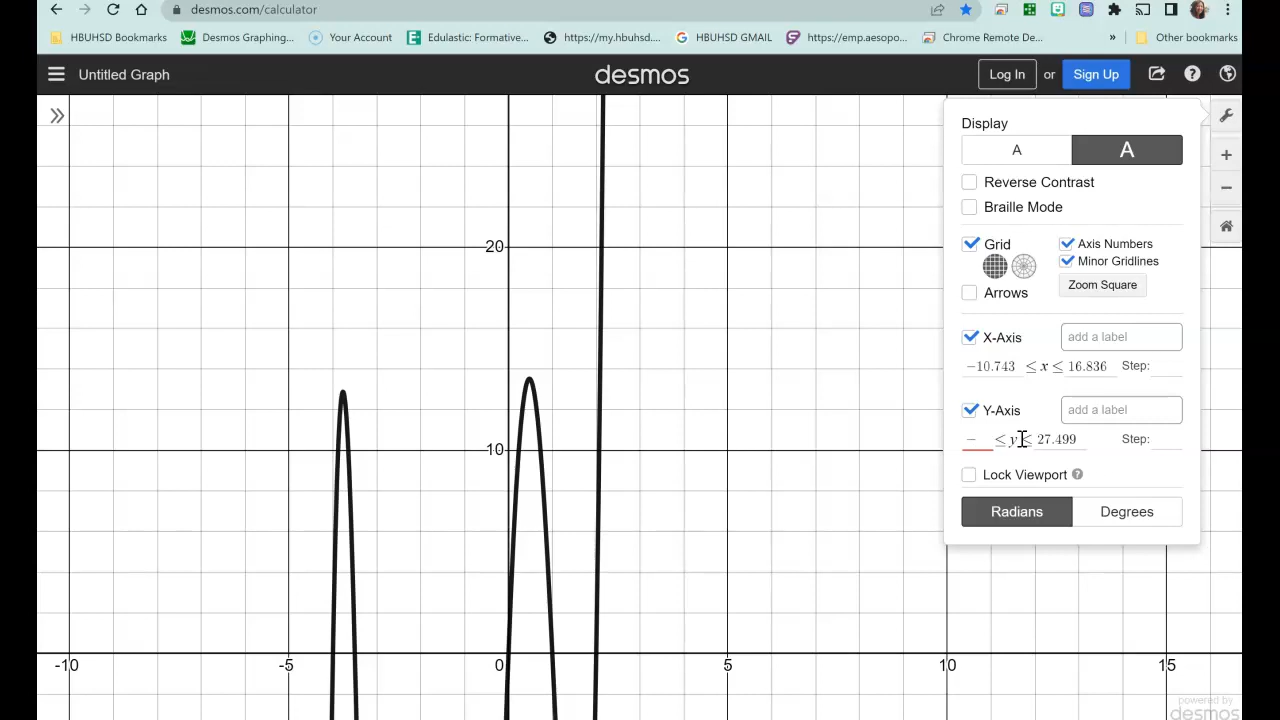 desmos.com/calculator
HBUHSD Bookmarks Desmos Graphing... Your Account Edulastic: Formative... https://my.hbuhsd.... HBUHSD GMAIL https://emp.aesopo... Chrome Remote De... » Other bookmarks
Untitled Graph desmos Log In or Sign Up
Display
A A
Reverse Contrast
Braille Mode
Grid Axis Numbers
Minor Gridlines
Zoom Square
Arrows
X-Axis add a label
−10.743 ≤ x ≤ 16.836 Step:
Y-Axis add a label
− ≤ y ≤ 27.499 Step:
Lock Viewport ?
Radians Degrees
20
10
-10 -5 0 5 10 15
powered by
desmos